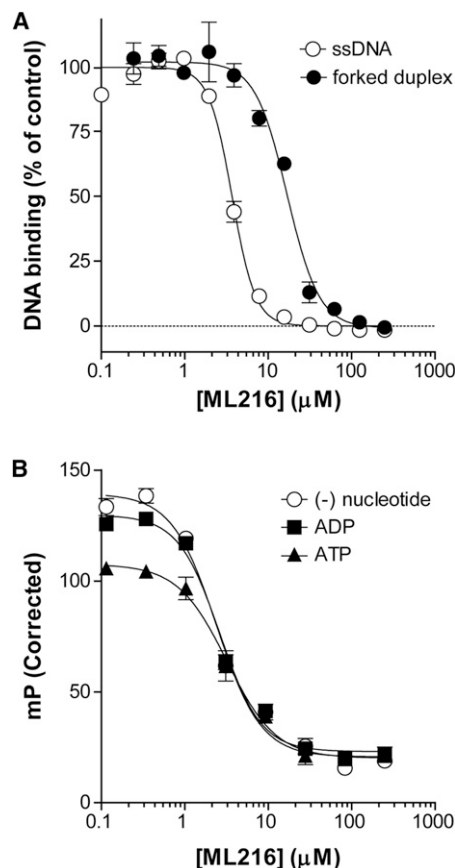 A
DNA binding (% of control)
100
75
50
25
0
ssDNA
forked duplex
0.1 1 10 100 1000
[ML216] (μM)
B
mP (Corrected)
150
100
50
0
(-) nucleotide
ADP
ATP
0.1 1 10 100 1000
[ML216] (μM)